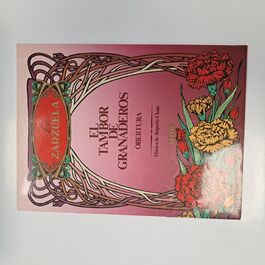 ZARZUELA
EL
TAMBOR
DE
GRANADEROS
OBERTURA
Música de Ruperto Chapí